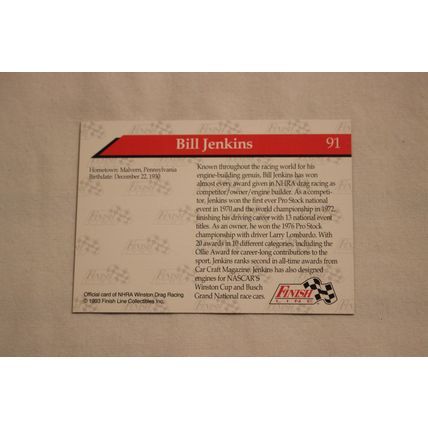 Bill Jenkins 91
Hometown: Malvern, Pennsylvania
Birthdate: December 22, 1930
Known throughout the racing world for his
engine-building genuis, Bill Jenkins has won
almost every award given in NHRA drag racing as
competitor/owner/engine builder. As a competi-
tor, Jenkins won the first ever Pro Stock national
event in 1970 and the world championship in 1972,
finishing his driving career with 13 national event
titles. As an owner, he won the 1976 Pro Stock
championship with driver Larry Lombardo. With
20 awards in 10 different categories, including the
Ollie Award for career-long contributions to the
sport, Jenkins ranks second in all-time awards from
Car Craft Magazine. Jenkins has also designed
engines for NASCAR'S
Winston Cup and Busch
Grand National race cars.
Official card of NHRA Winston Drag Racing
© 1993 Finish Line Collectibles Inc.
FINISH
LINE